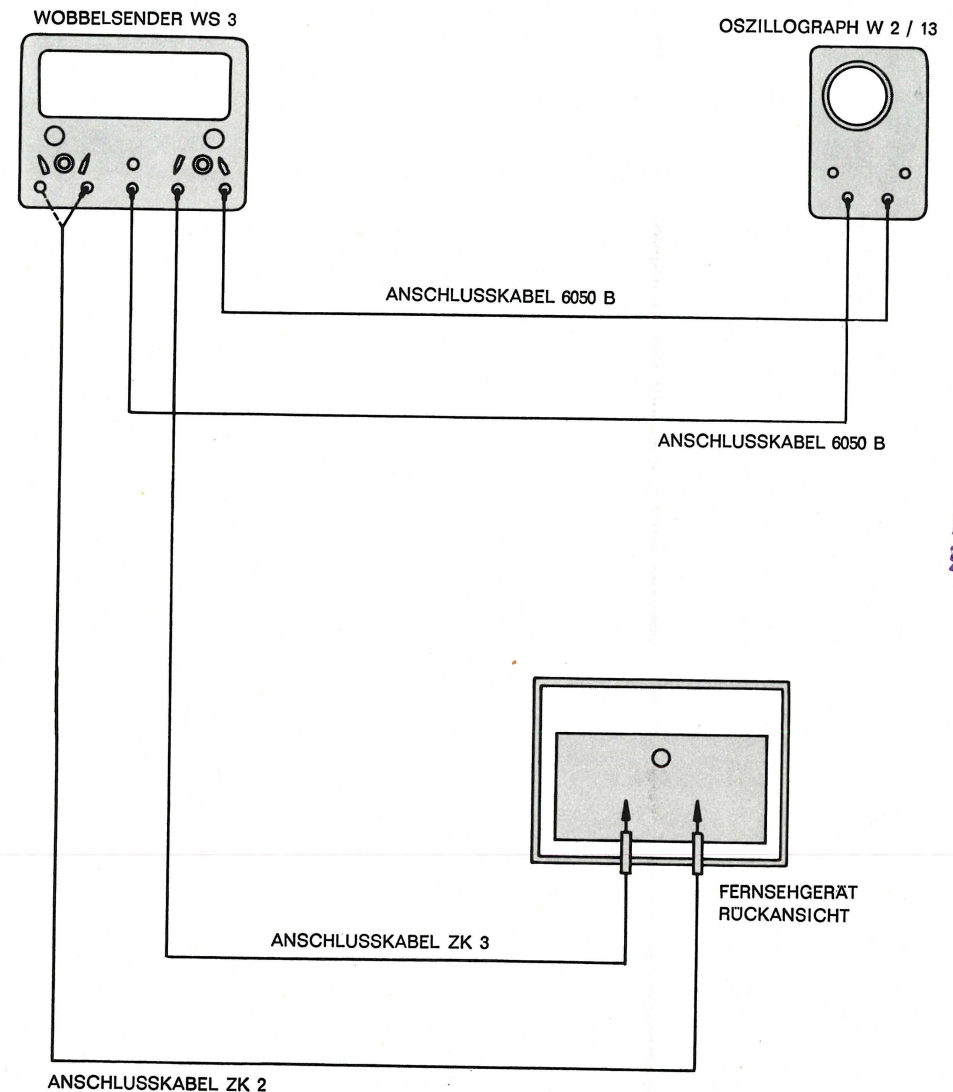 WOBBELSENDER WS 3
OSZILLOGRAPH W 2 / 13
ANSCHLUSSKABEL 6050 B
ANSCHLUSSKABEL 6050 B
FERNSEHGERÄT
RÜCKANSICHT
ANSCHLUSSKABEL ZK 3
ANSCHLUSSKABEL ZK 2